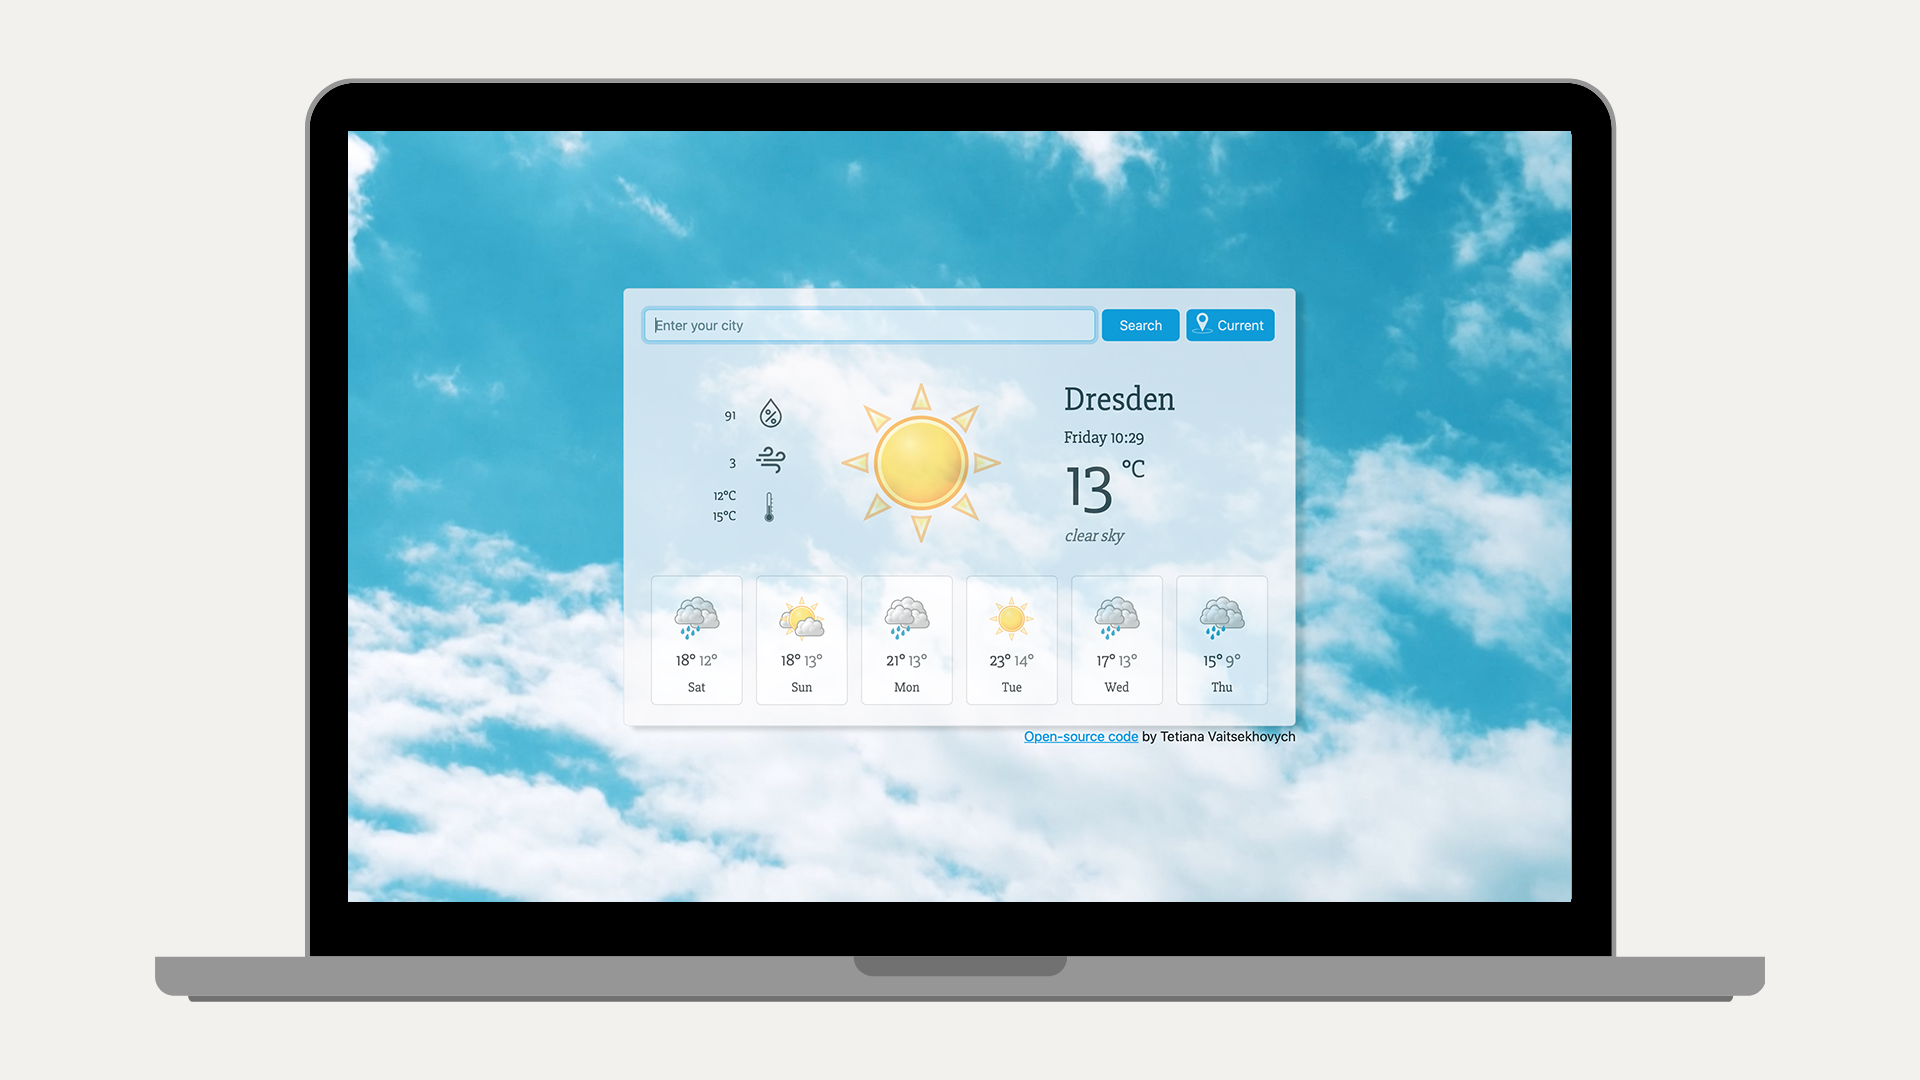 Enter your city
Search
Current
91
3
12°C
15°C
Dresden
Friday 10:29
13 °C
clear sky
18° 12°
Sat
18° 13°
Sun
21° 13°
Mon
23° 14°
Tue
17° 13°
Wed
15° 9°
Thu
Open-source code by Tetiana Vaitsekhovych